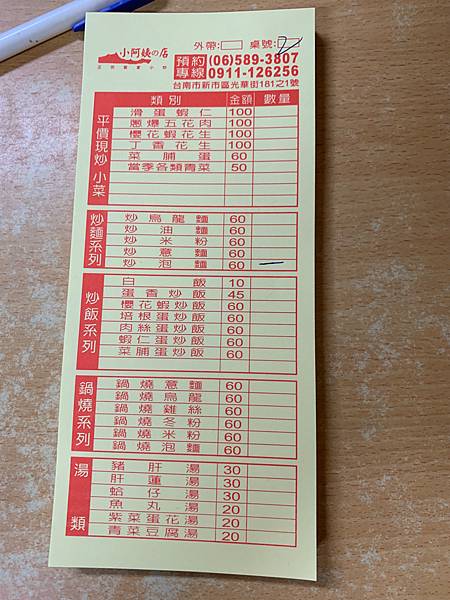 小阿姨の店
外帶: 桌號:
預約專線 (06)589-3807
0911-126256
台南市新市區光華街181之1號
類別 金額 數量
平價現炒小菜
滑蛋蝦仁 100
蔥爆五花肉 100
櫻花蝦花生 100
丁香花生 100
菜脯蛋 60
當季各類青菜 50
炒麵系列
炒烏龍麵 60
炒油麵 60
炒米粉 60
炒意麵 60
炒泡麵 60 一
炒飯系列
白飯 10
蛋香炒飯 45
櫻花蝦炒飯 60
培根蛋炒飯 60
肉絲蛋炒飯 60
蝦仁蛋炒飯 60
菜脯蛋炒飯 60
鍋燒系列
鍋燒意麵 60
鍋燒烏龍 60
鍋燒雞絲 60
鍋燒冬粉 60
鍋燒米粉 60
鍋燒泡麵 60
湯類
豬肝湯 30
肝連湯 30
蛤仔湯 30
魚丸湯 20
紫菜蛋花湯 20
青菜豆腐湯 20